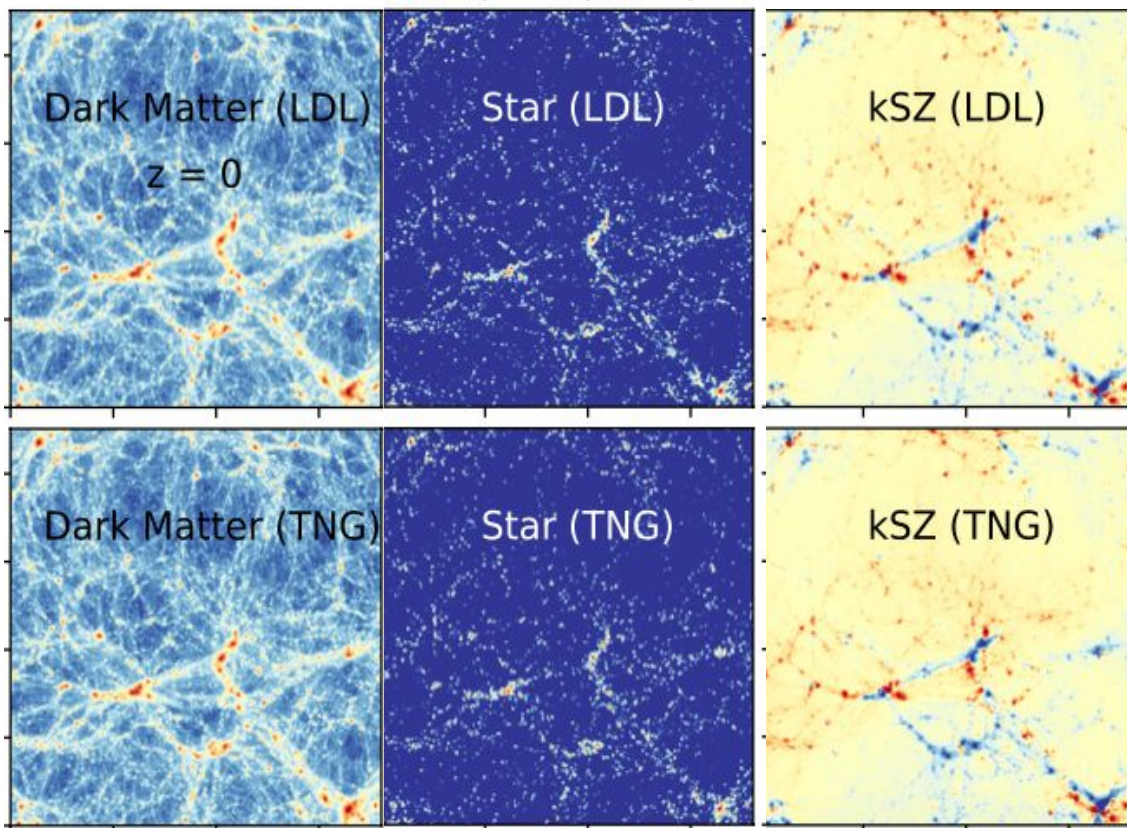 Dark Matter (LDL)
z = 0
Star (LDL)
kSZ (LDL)
Dark Matter (TNG)
Star (TNG)
kSZ (TNG)